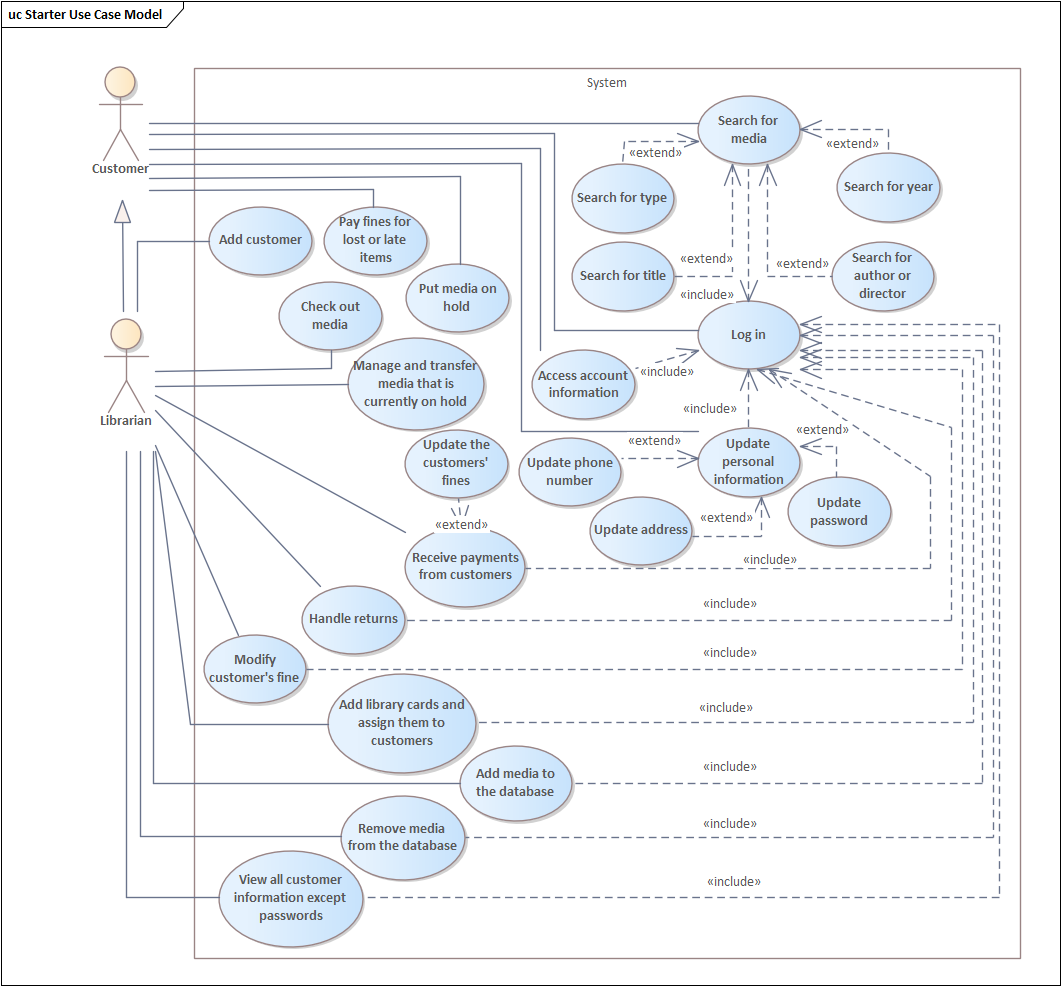 uc Starter Use Case Model
System
Customer
Search for
media
«extend»
«extend»
Search for type
Search for year
Add customer
Pay fines for
lost or late
items
Search for title
«extend»
«extend»
Search for
author or
director
Put media on
hold
«include»
Check out
media
Log in
Librarian
Manage and transfer
media that is
currently on hold
Access account
information
«include»
«include»
Update the
customers'
fines
«extend»
Update phone
number
«extend»
Update
personal
information
«extend»
Update address
«extend»
Update
password
Receive payments
from customers
«include»
Handle returns
«include»
Modify
customer's fine
«include»
Add library cards and
assign them to
customers
«include»
Add media to
the database
«include»
Remove media
from the database
«include»
View all customer
information except
passwords
«include»